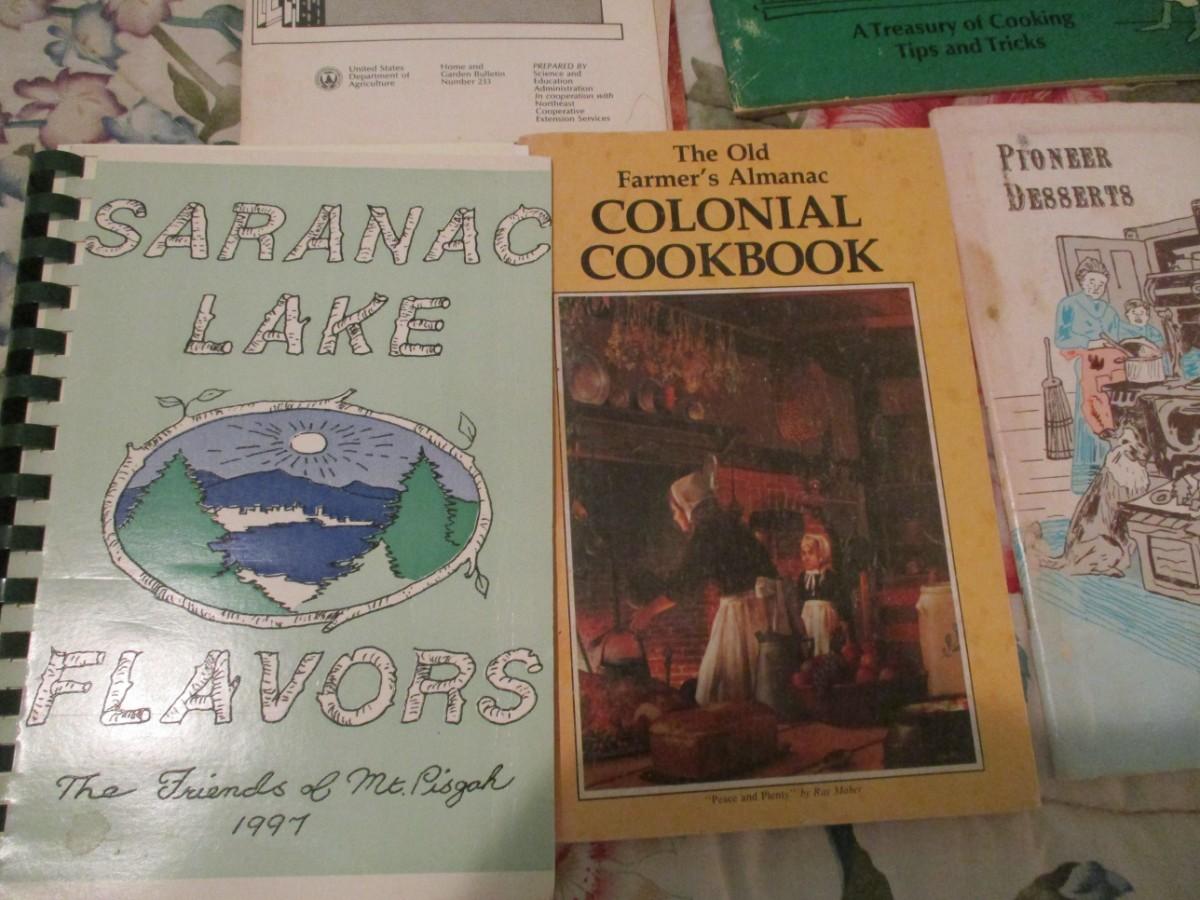 United States
Department of
Agriculture
Home and
Garden Bulletin
Number 233
PREPARED BY
Science and
Education
Administration
in cooperation with
Northeast
Cooperative
Extension Services
A Treasury of Cooking
Tips and Tricks
SARANAC
LAKE
FLAVORS
The Friends of Mt. Pisgah
1997
The Old
Farmer's Almanac
COLONIAL
COOKBOOK
"Peace and Plenty" by Ray Maher
PIONEER
DESSERTS